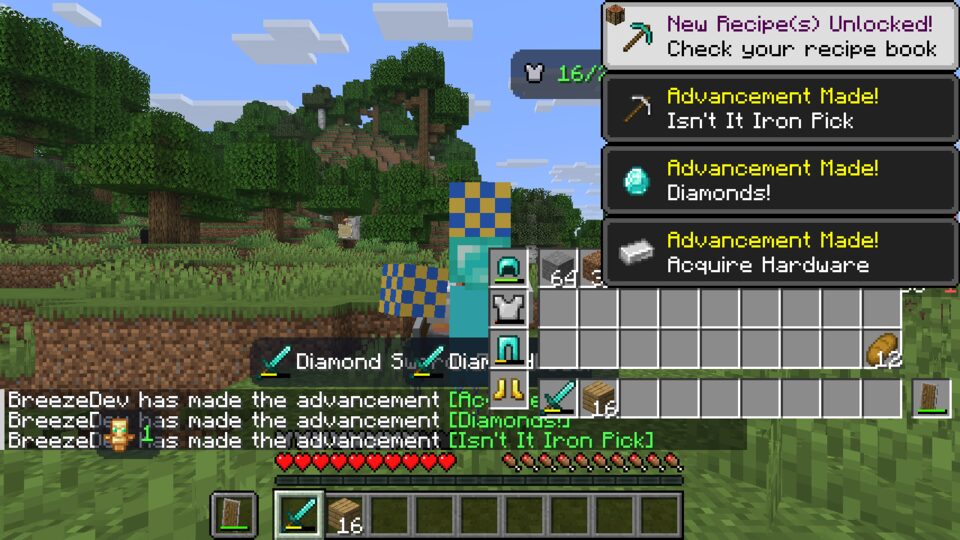 New Recipe(s) Unlocked!
Check your recipe book
16/
Advancement Made!
Isn't It Iron Pick
Advancement Made!
Diamonds!
Advancement Made!
Acquire Hardware
64
12
Diamond
16
BreezeDev has made the advancement
BreezeDev has made the advancement [Diamonds!]
1
has made the advancement [Isn't It Iron Pick]
16